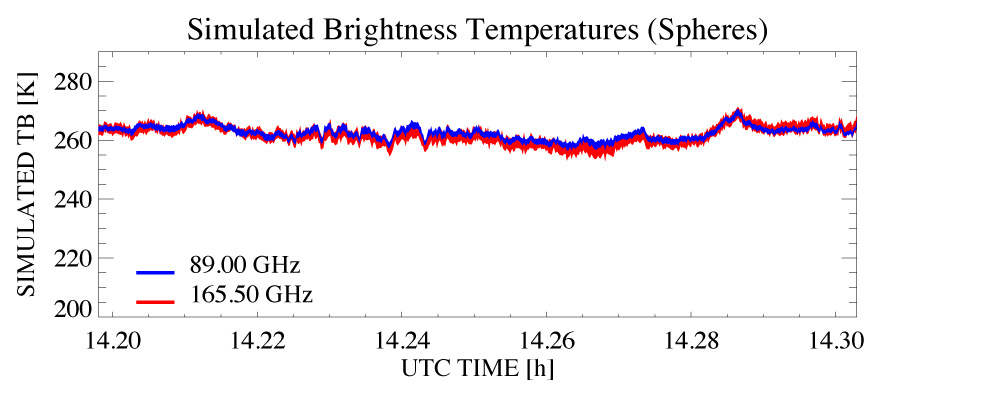 Simulated Brightness Temperatures (Spheres)
SIMULATED TB [K]
280
260
240
220
200
89.00 GHz
165.50 GHz
14.20 14.22 14.24 14.26 14.28 14.30
UTC TIME [h]